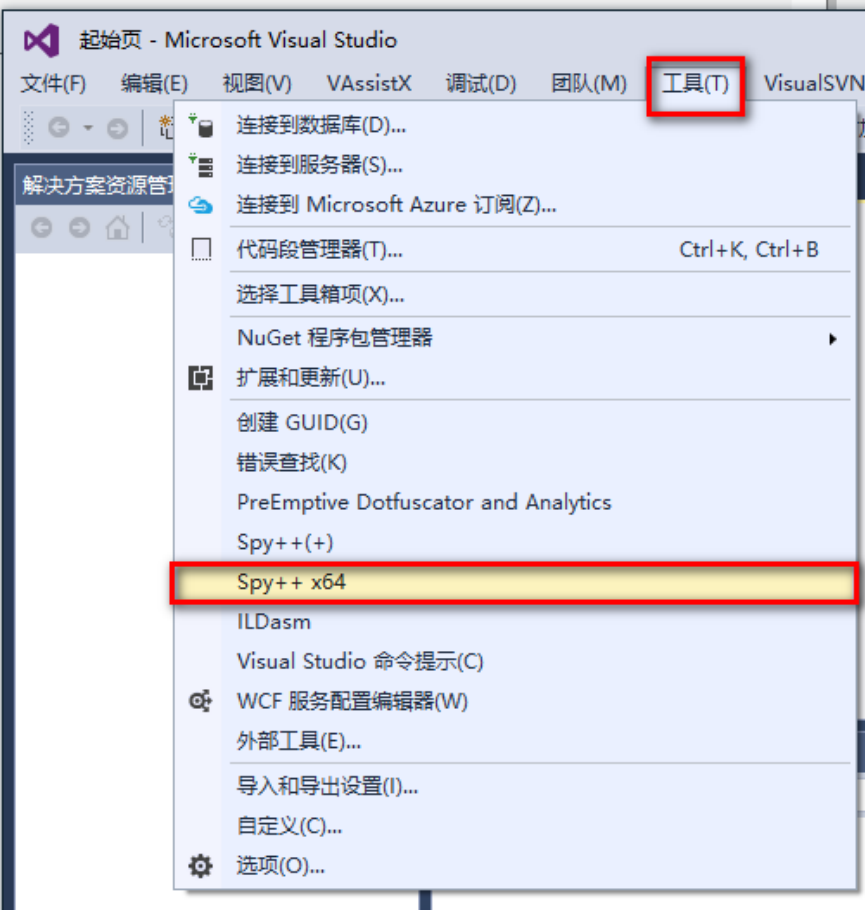 起始页 - Microsoft Visual Studio
文件(F) 编辑(E) 视图(V) VAssistX 调试(D) 团队(M) 工具(T) VisualSVN
连接到数据库(D)...
连接到服务器(S)...
解决方案资源管
连接到 Microsoft Azure 订阅(Z)...
代码段管理器(T)... Ctrl+K, Ctrl+B
选择工具箱项(X)...
NuGet 程序包管理器
扩展和更新(U)...
创建 GUID(G)
错误查找(K)
PreEmptive Dotfuscator and Analytics
Spy++(+)
Spy++ x64
ILDasm
Visual Studio 命令提示(C)
WCF 服务配置编辑器(W)
外部工具(E)...
导入和导出设置(I)...
自定义(C)...
选项(O)...